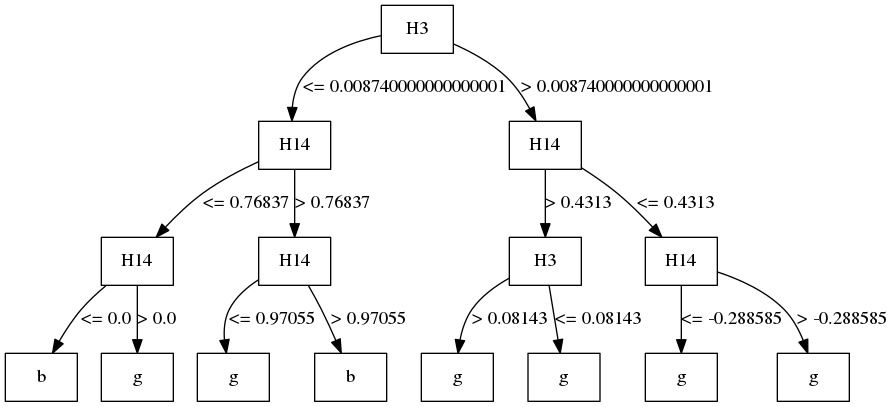 H3
<= 0.008740000000000001
> 0.008740000000000001
H14
H14
<= 0.76837
> 0.76837
> 0.4313
<= 0.4313
H14
H14
H3
H14
<= 0.0
> 0.0
<= 0.97055
> 0.97055
> 0.08143
<= 0.08143
<= -0.288585
> -0.288585
b
g
g
b
g
g
g
g